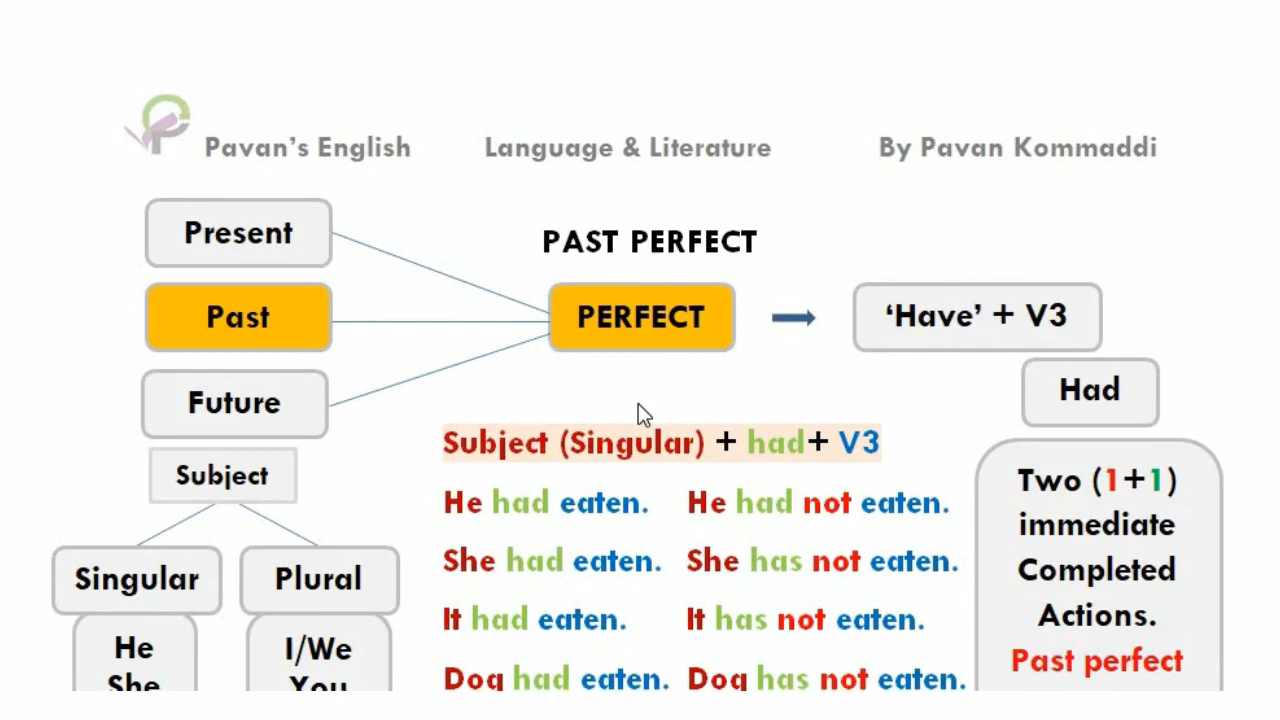 Pavan's English Language & Literature By Pavan Kommaddi
Present
PAST PERFECT
Past
PERFECT
'Have' + V3
Future
Had
Subject
Singular
Plural
He
She
I/We
You
Subject (Singular) + had+ V3
He had eaten. He had not eaten.
She had eaten. She has not eaten.
It had eaten. It has not eaten.
Dog had eaten. Dog has not eaten.
Two (1+1)
immediate
Completed
Actions.
Past perfect